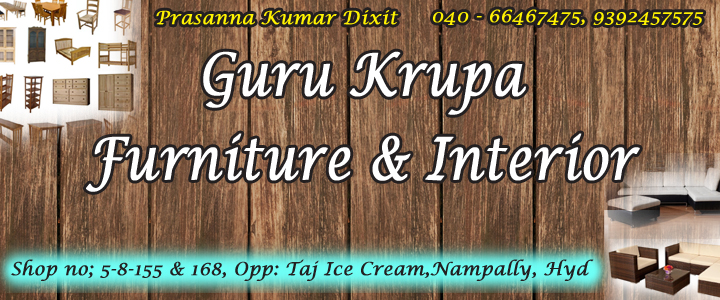 Prasanna Kumar Dixit 040 - 66467475, 9392457575
Guru Krupa
Furniture & Interior
Shop no; 5-8-155 & 168, Opp: Taj Ice Cream,Nampally, Hyd